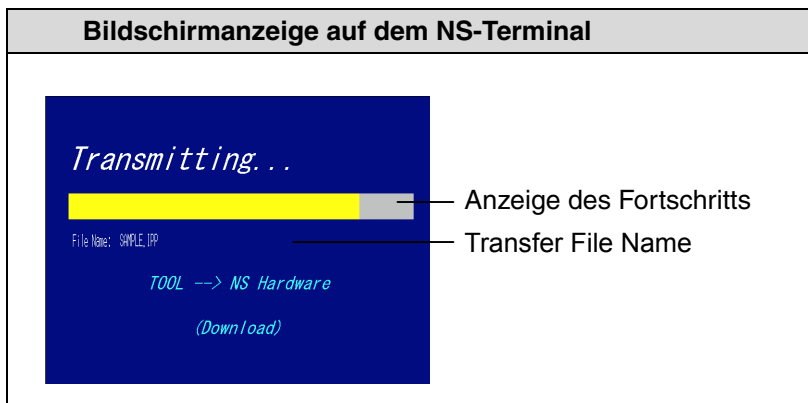 Bildschirmanzeige auf dem NS-Terminal
Transmitting...
Anzeige des Fortschritts
File Name: SAMPLE.IPP
Transfer File Name
TOOL --> NS Hardware
(Download)